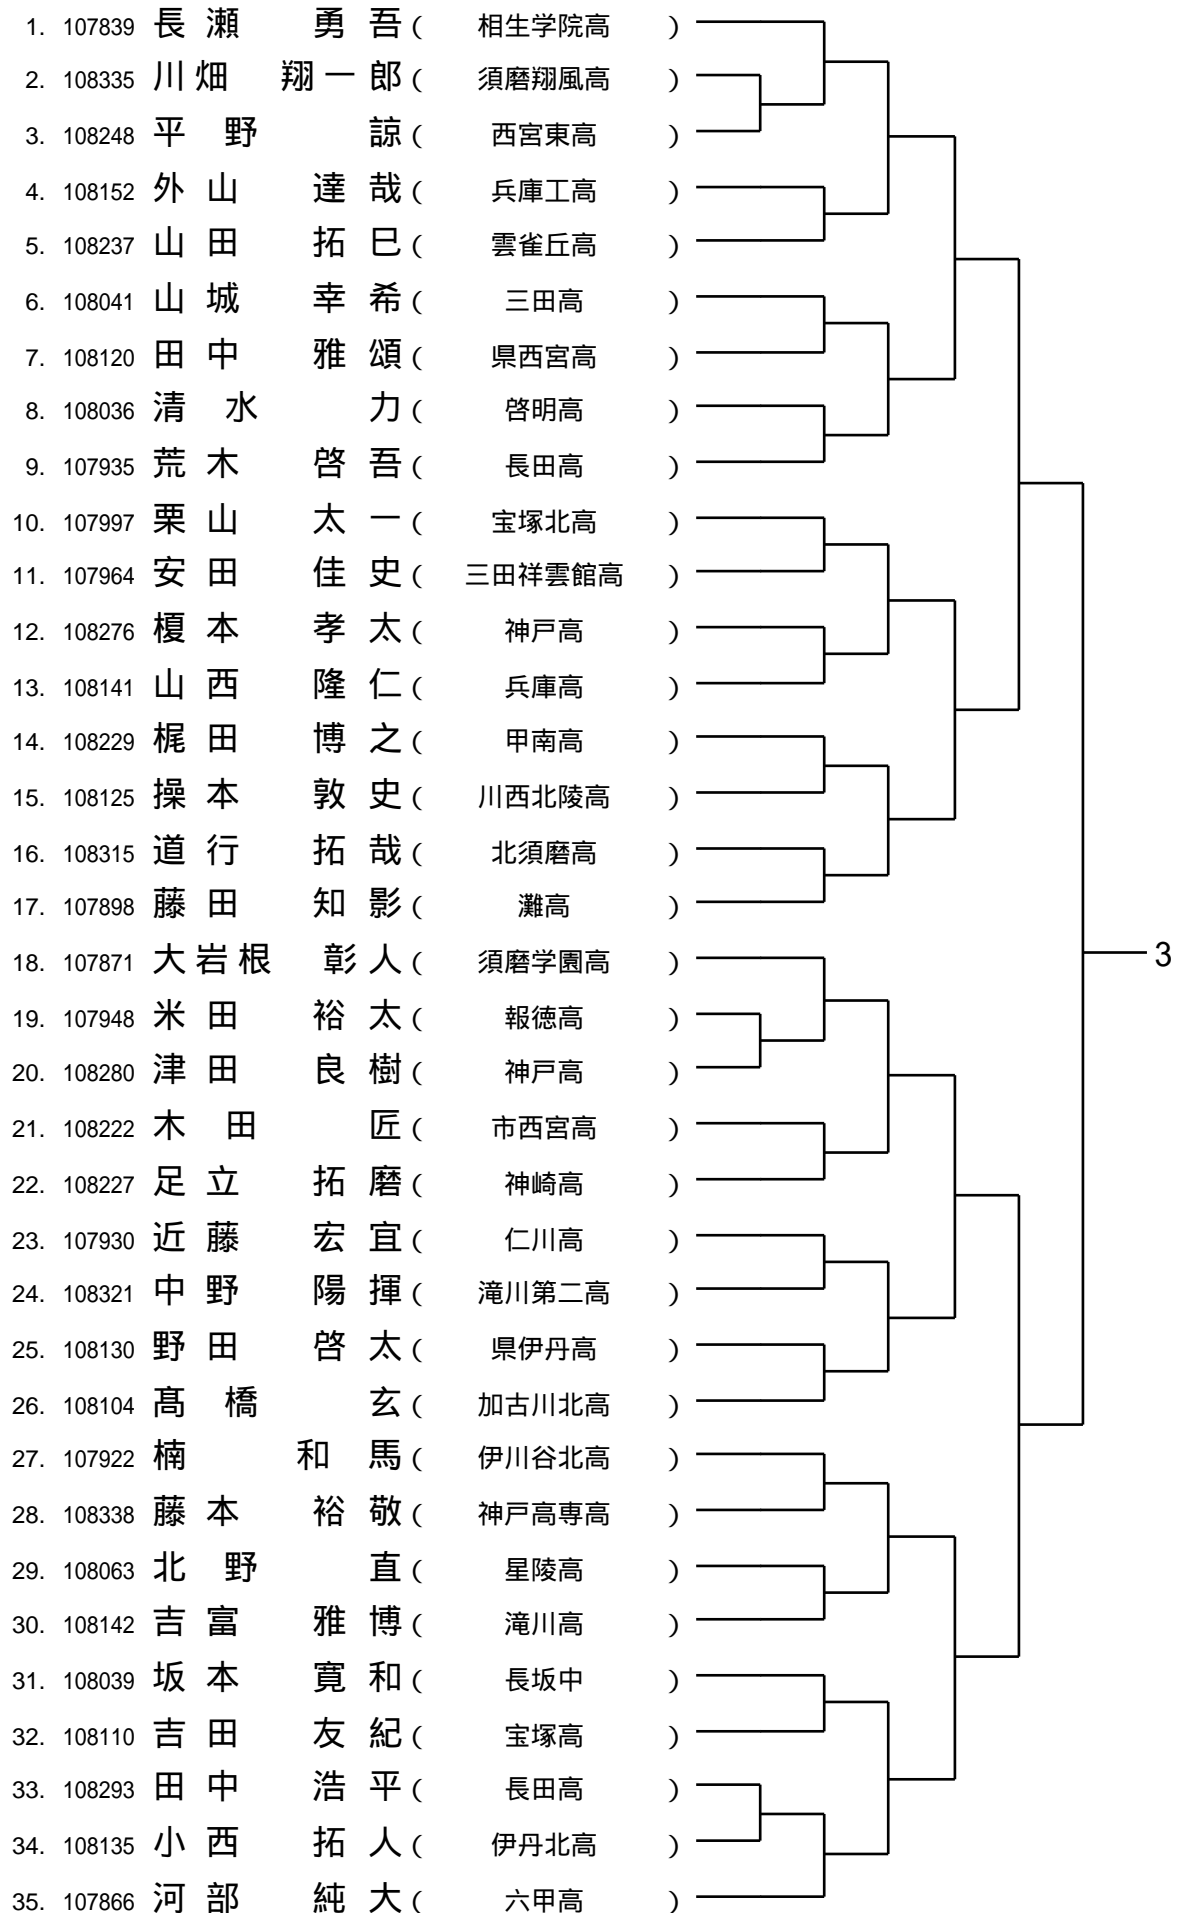 1. 107839 長瀬 勇吾 ( 相生学院高 )
2. 108335 川畑 翔一郎 ( 須磨翔風高 )
3. 108248 平野 諒 ( 西宮東高 )
4. 108152 外山 達哉 ( 兵庫工高 )
5. 108237 山田 拓巳 ( 雲雀丘高 )
6. 108041 山城 幸希 ( 三田高 )
7. 108120 田中 雅頌 ( 県西宮高 )
8. 108036 清水 力 ( 啓明高 )
9. 107935 荒木 啓吾 ( 長田高 )
10. 107997 栗山 太一 ( 宝塚北高 )
11. 107964 安田 佳史 ( 三田祥雲館高 )
12. 108276 榎本 孝太 ( 神戸高 )
13. 108141 山西 隆仁 ( 兵庫高 )
14. 108229 梶田 博之 ( 甲南高 )
15. 108125 操本 敦史 ( 川西北陵高 )
16. 108315 道行 拓哉 ( 北須磨高 )
17. 107898 藤田 知影 ( 灘高 )
18. 107871 大岩根 彰人 ( 須磨学園高 )
3
19. 107948 米田 裕太 ( 報徳高 )
20. 108280 津田 良樹 ( 神戸高 )
21. 108222 木田 匠 ( 市西宮高 )
22. 108227 足立 拓磨 ( 神崎高 )
23. 107930 近藤 宏宜 ( 仁川高 )
24. 108321 中野 陽揮 ( 滝川第二高 )
25. 108130 野田 啓太 ( 県伊丹高 )
26. 108104 髙橋 玄 ( 加古川北高 )
27. 107922 楠 和馬 ( 伊川谷北高 )
28. 108338 藤本 裕敬 ( 神戸高専高 )
29. 108063 北野 直 ( 星陵高 )
30. 108142 吉富 雅博 ( 滝川高 )
31. 108039 坂本 寛和 ( 長坂中 )
32. 108110 吉田 友紀 ( 宝塚高 )
33. 108293 田中 浩平 ( 長田高 )
34. 108135 小西 拓人 ( 伊丹北高 )
35. 107866 河部 純大 ( 六甲高 )